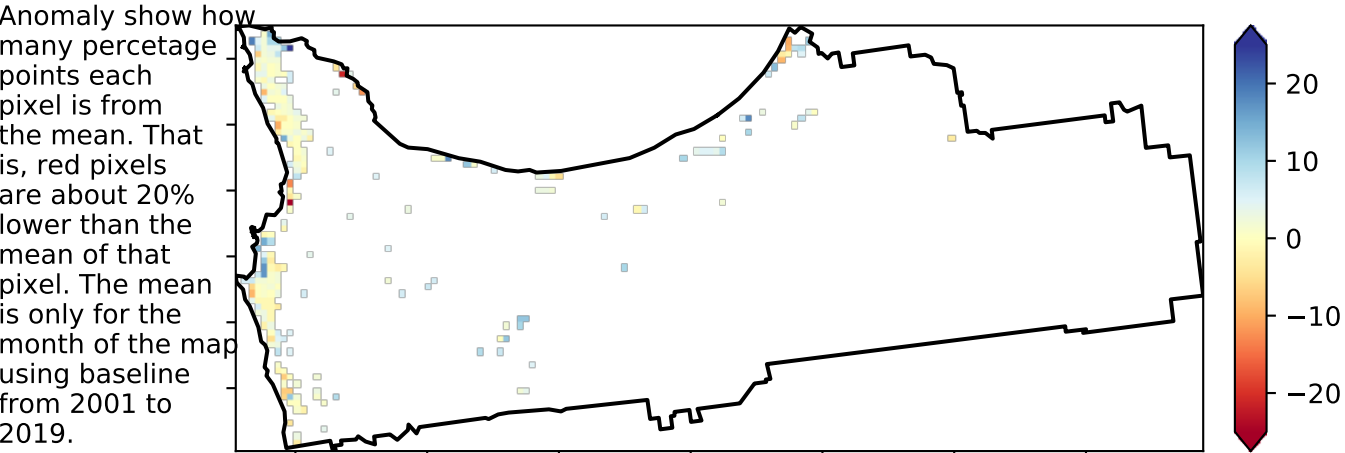 Anomaly show how
many percetage
points each
pixel is from
the mean. That
is, red pixels
are about 20%
lower than the
mean of that
pixel. The mean
is only for the
month of the map
using baseline
from 2001 to
2019.
20
10
0
−10
−20